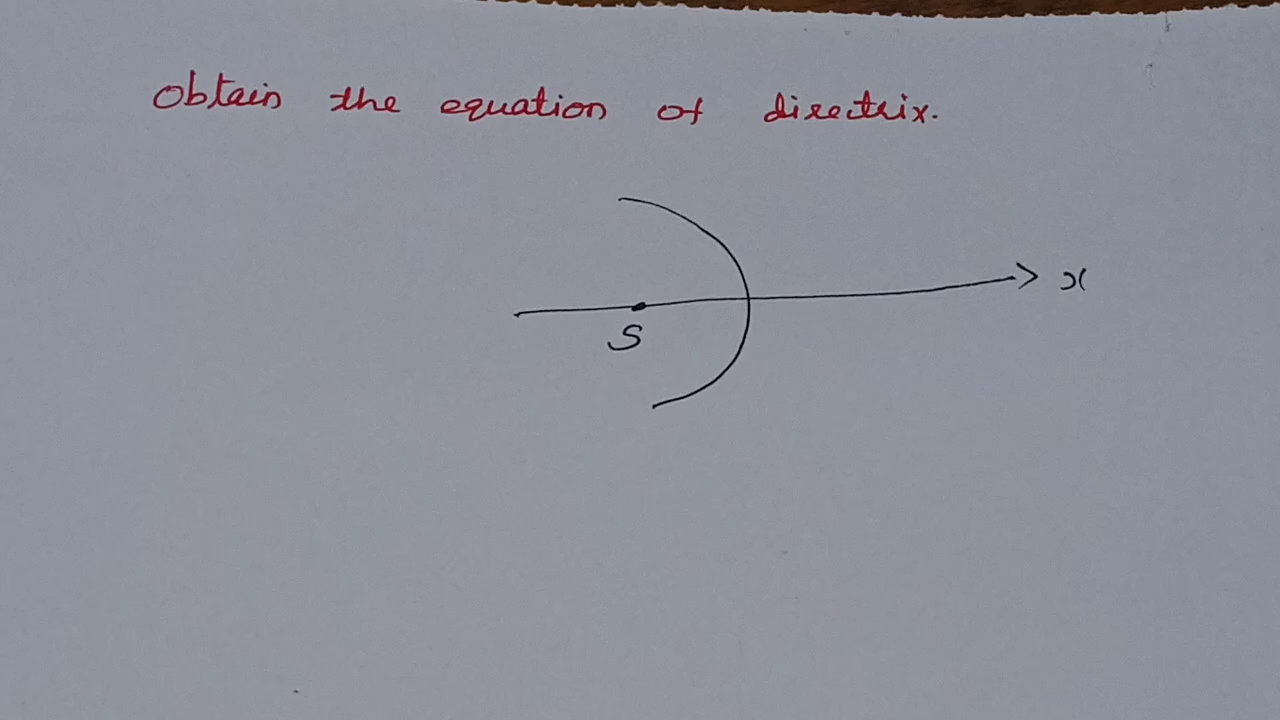 obtain the equation of directrix.
x
S